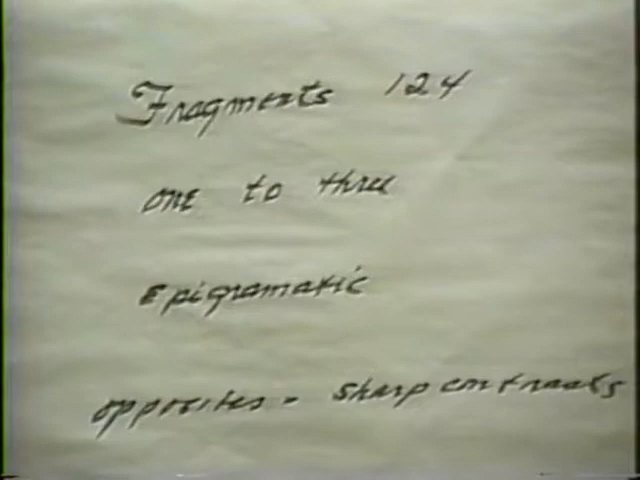 Fragments 124
one to three
Epigramatic
opposites - sharp contrasts